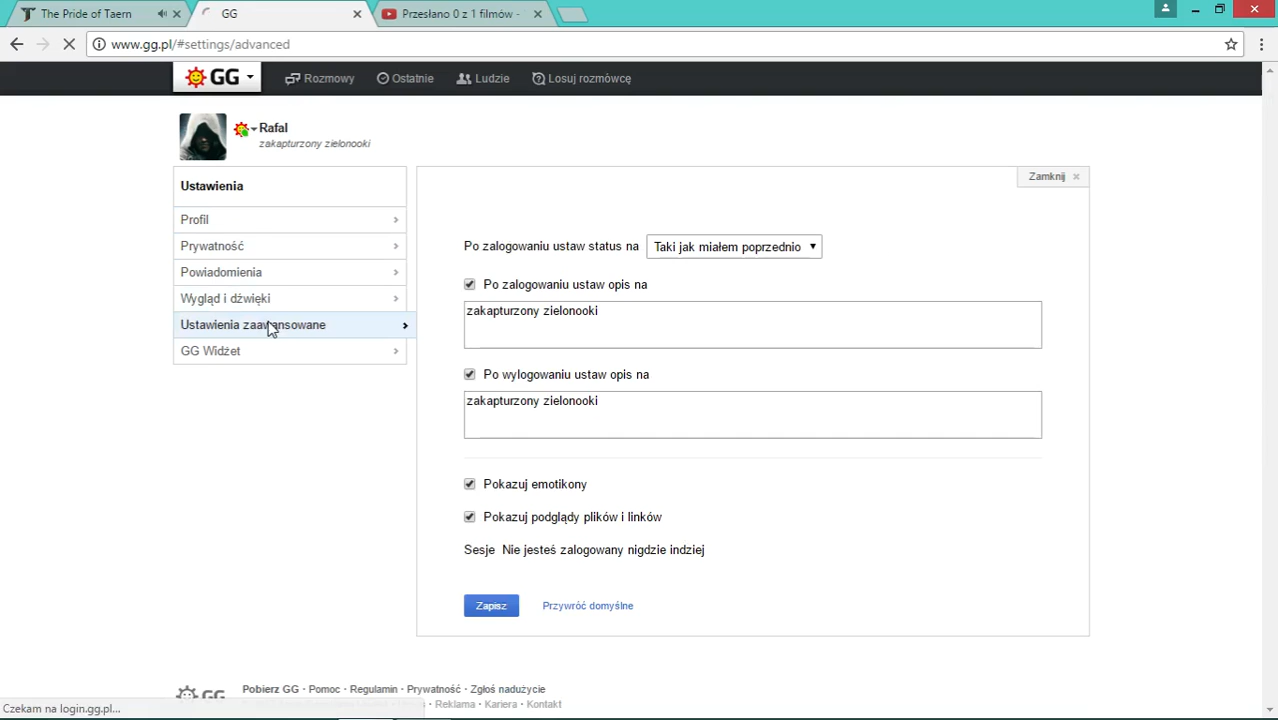 The Pride of Taern
GG
Przesłano 0 z 1 filmów -
www.gg.pl/#settings/advanced
GG Rozmowy Ostatnie Ludzie Losuj rozmówcę
Rafal
zakapturzony zielonooki
Ustawienia
Zamknij ×
Profil
Prywatność
Powiadomienia
Wygląd i dźwięki
Ustawienia zaawansowane
GG Widżet
Po zalogowaniu ustaw status na Taki jak miałem poprzednio
Po zalogowaniu ustaw opis na
zakapturzony zielonooki
Po wylogowaniu ustaw opis na
zakapturzony zielonooki
Pokazuj emotikony
Pokazuj podglądy plików i linków
Sesje Nie jesteś zalogowany nigdzie indziej
Zapisz Przywróć domyślne
GG Pobierz GG · Pomoc · Regulamin · Prywatność · Zgłoś nadużycie
· Reklama · Kariera · Kontakt
Czekam na login.gg.pl...